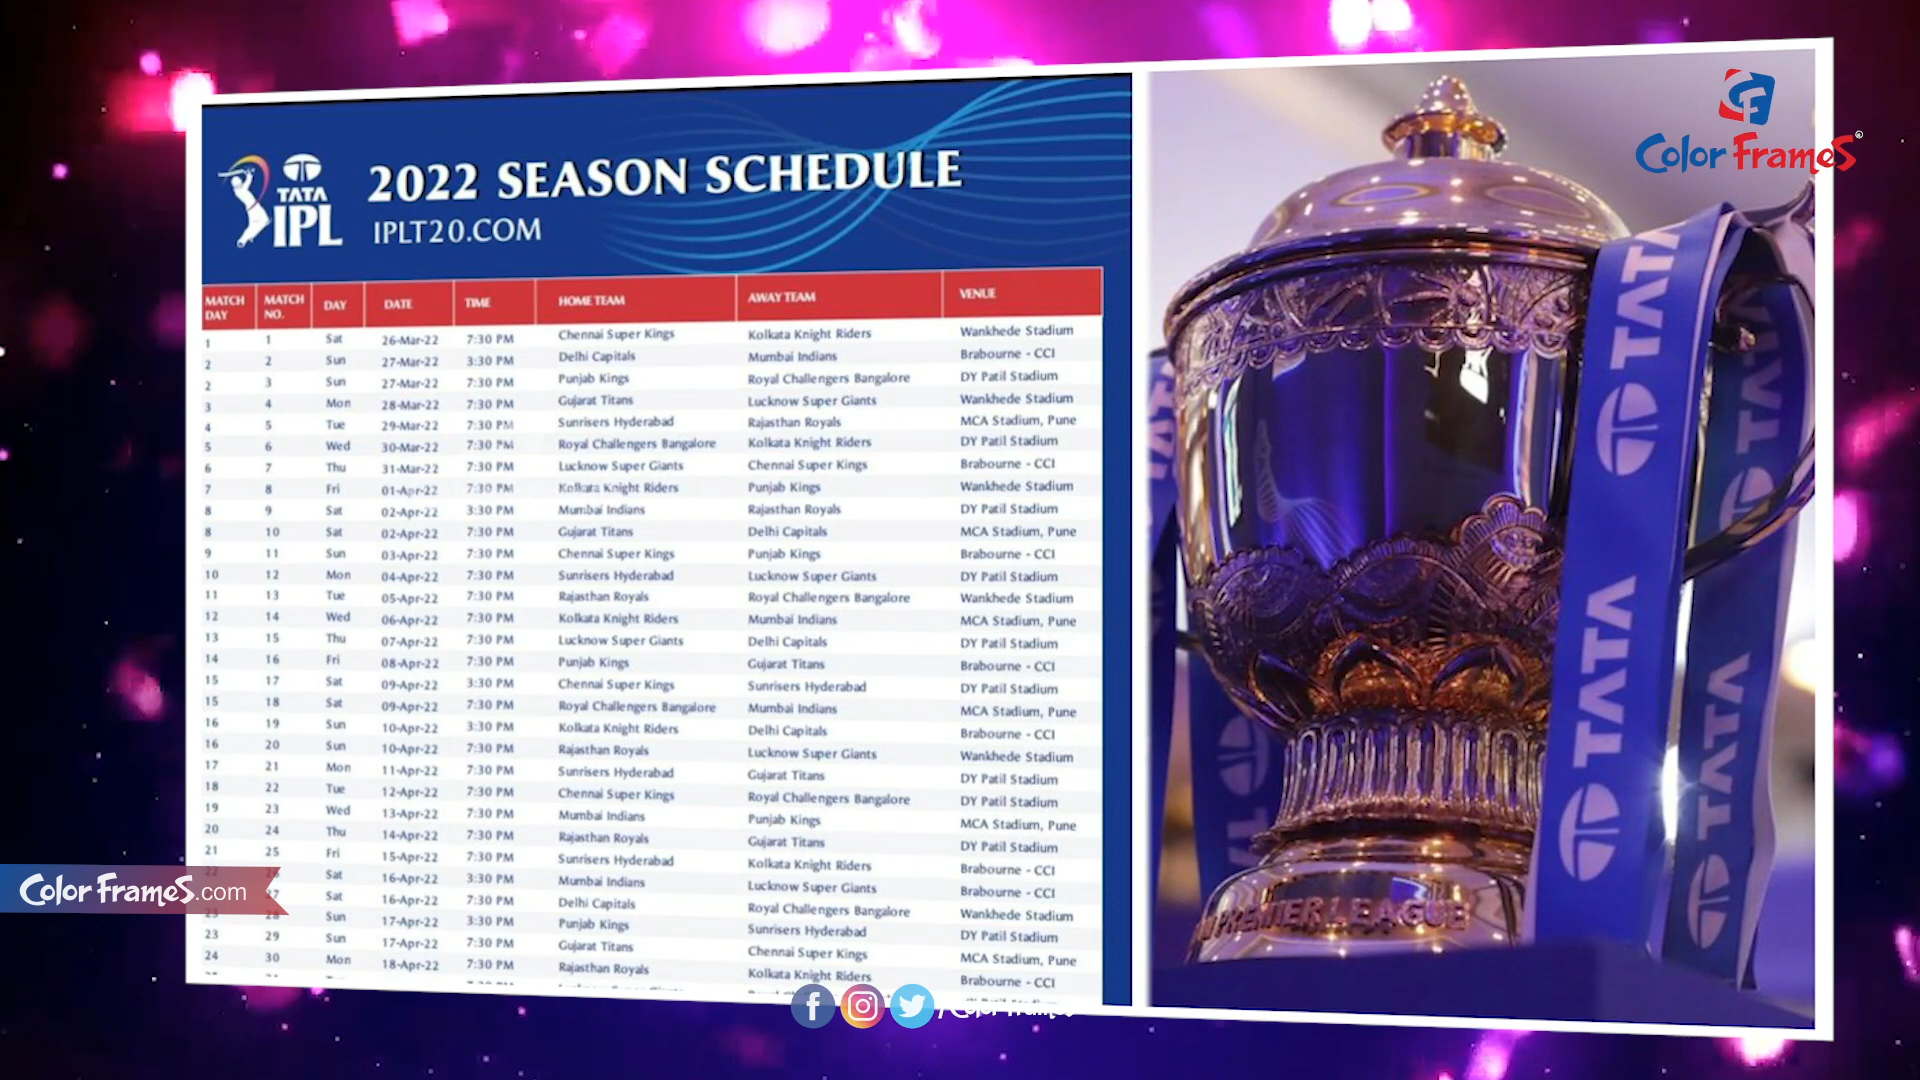 Color Frames
TATA
IPL
2022 SEASON SCHEDULE
IPLT20.COM
MATCH DAY MATCH NO. DAY DATE TIME HOME TEAM AWAY TEAM VENUE
1 1 Sat 26-Mar-22 7:30 PM Chennai Super Kings Kolkata Knight Riders Wankhede Stadium
2 2 Sun 27-Mar-22 3:30 PM Delhi Capitals Mumbai Indians Brabourne - CCI
2 3 Sun 27-Mar-22 7:30 PM Punjab Kings Royal Challengers Bangalore DY Patil Stadium
3 4 Mon 28-Mar-22 7:30 PM Gujarat Titans Lucknow Super Giants Wankhede Stadium
4 5 Tue 29-Mar-22 7:30 PM Sunrisers Hyderabad Rajasthan Royals MCA Stadium, Pune
5 6 Wed 30-Mar-22 7:30 PM Royal Challengers Bangalore Kolkata Knight Riders DY Patil Stadium
6 7 Thu 31-Mar-22 7:30 PM Lucknow Super Giants Chennai Super Kings Brabourne - CCI
7 8 Fri 01-Apr-22 7:30 PM Kolkata Knight Riders Punjab Kings Wankhede Stadium
8 9 Sat 02-Apr-22 3:30 PM Mumbai Indians Rajasthan Royals DY Patil Stadium
8 10 Sat 02-Apr-22 7:30 PM Gujarat Titans Delhi Capitals MCA Stadium, Pune
9 11 Sun 03-Apr-22 7:30 PM Chennai Super Kings Punjab Kings Brabourne - CCI
10 12 Mon 04-Apr-22 7:30 PM Sunrisers Hyderabad Lucknow Super Giants DY Patil Stadium
11 13 Tue 05-Apr-22 7:30 PM Rajasthan Royals Royal Challengers Bangalore Wankhede Stadium
12 14 Wed 06-Apr-22 7:30 PM Kolkata Knight Riders Mumbai Indians MCA Stadium, Pune
13 15 Thu 07-Apr-22 7:30 PM Lucknow Super Giants Delhi Capitals DY Patil Stadium
14 16 Fri 08-Apr-22 7:30 PM Punjab Kings Gujarat Titans Brabourne - CCI
15 17 Sat 09-Apr-22 3:30 PM Chennai Super Kings Sunrisers Hyderabad DY Patil Stadium
15 18 Sat 09-Apr-22 7:30 PM Royal Challengers Bangalore Mumbai Indians MCA Stadium, Pune
16 19 Sun 10-Apr-22 3:30 PM Kolkata Knight Riders Delhi Capitals Brabourne - CCI
16 20 Sun 10-Apr-22 7:30 PM Rajasthan Royals Lucknow Super Giants Wankhede Stadium
17 21 Mon 11-Apr-22 7:30 PM Sunrisers Hyderabad Gujarat Titans DY Patil Stadium
18 22 Tue 12-Apr-22 7:30 PM Chennai Super Kings Royal Challengers Bangalore DY Patil Stadium
19 23 Wed 13-Apr-22 7:30 PM Mumbai Indians Punjab Kings MCA Stadium, Pune
20 24 Thu 14-Apr-22 7:30 PM Rajasthan Royals Gujarat Titans DY Patil Stadium
21 25 Fri 15-Apr-22 7:30 PM Sunrisers Hyderabad Kolkata Knight Riders Brabourne - CCI
22 26 Sat 16-Apr-22 3:30 PM Mumbai Indians Lucknow Super Giants Brabourne - CCI
27 Sat 16-Apr-22 7:30 PM Delhi Capitals Royal Challengers Bangalore Wankhede Stadium
23 28 Sun 17-Apr-22 3:30 PM Punjab Kings Sunrisers Hyderabad DY Patil Stadium
23 29 Sun 17-Apr-22 7:30 PM Gujarat Titans Chennai Super Kings MCA Stadium, Pune
24 30 Mon 18-Apr-22 7:30 PM Rajasthan Royals Kolkata Knight Riders Brabourne - CCI
TATA
TATA
TATA
TATA
PREMIER LEAGUE
Color Frames.com
/Color Frames